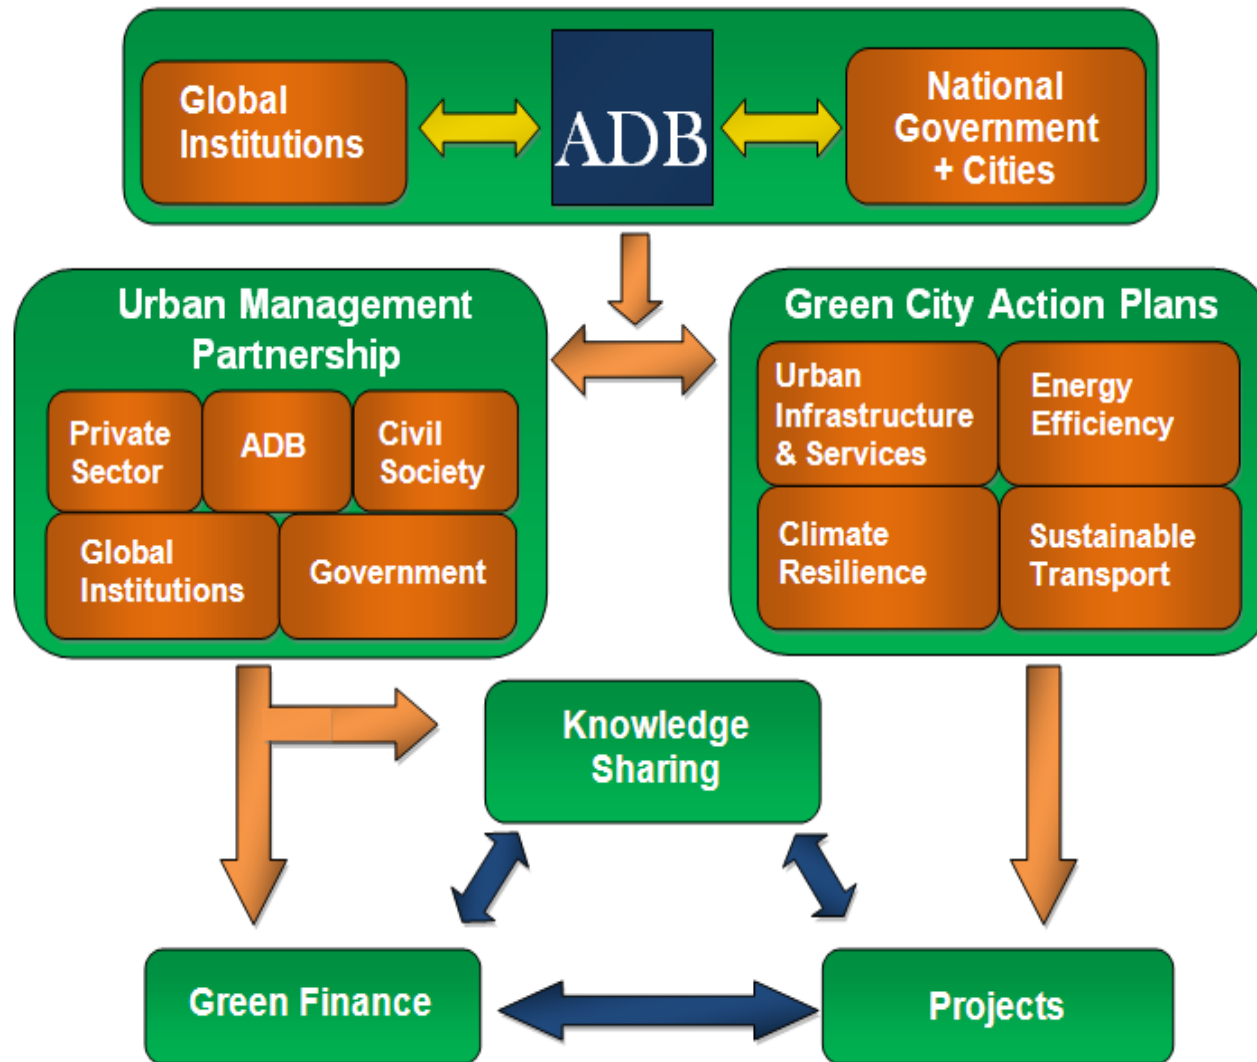 Global
Institutions
ADB
National
Government
+ Cities
Urban Management
Partnership
Private
Sector
ADB
Civil
Society
Global
Institutions
Government
Green City Action Plans
Urban
Infrastructure
& Services
Energy
Efficiency
Climate
Resilience
Sustainable
Transport
Knowledge
Sharing
Green Finance
Projects